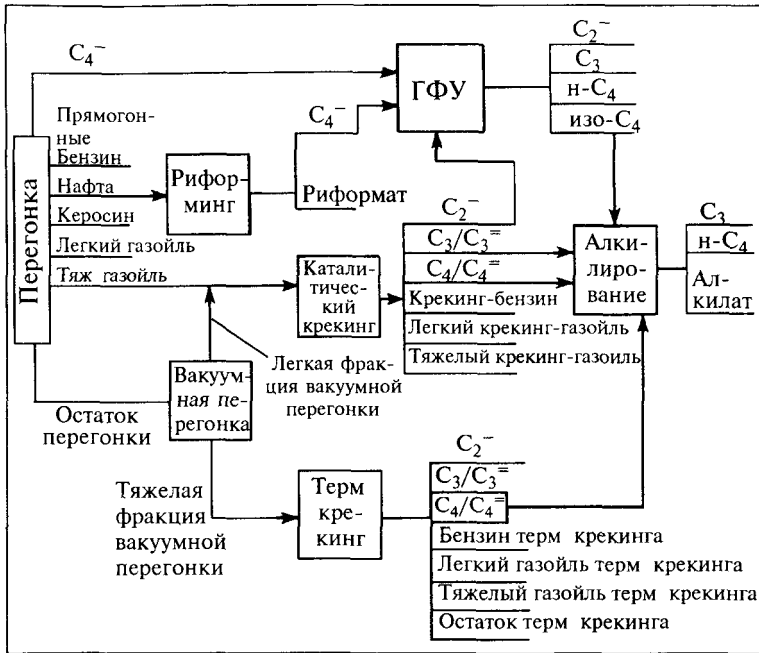 C₄⁻
ГФУ
C₂⁻
C₃
н-C₄
изо-C₄
Перегонка
Прямогон-
ные
Бензин
Нафта
Керосин
Легкий газойль
Тяж газойль
Рифор-
минг
C₄⁻
Риформат
Катали-
тический
крекинг
C₂⁻
C₃/C₃⁼
C₄/C₄⁼
Крекинг-бензин
Легкий крекинг-газойль
Тяжелый крекинг-газоиль
Алки-
лиро-
вание
C₃
н-C₄
Ал-
килат
Остаток
перегонки
Вакуум-
ная пе-
регонка
Легкая фрак-
ция вакуумной
перегонки
Тяжелая
фракция
вакуумной
перегонки
Терм
кре-
кинг
C₂⁻
C₃/C₃⁼
C₄/C₄⁼
Бензин терм крекинга
Легкий газойль терм крекинга
Тяжелый газойль терм крекинга
Остаток терм крекинга